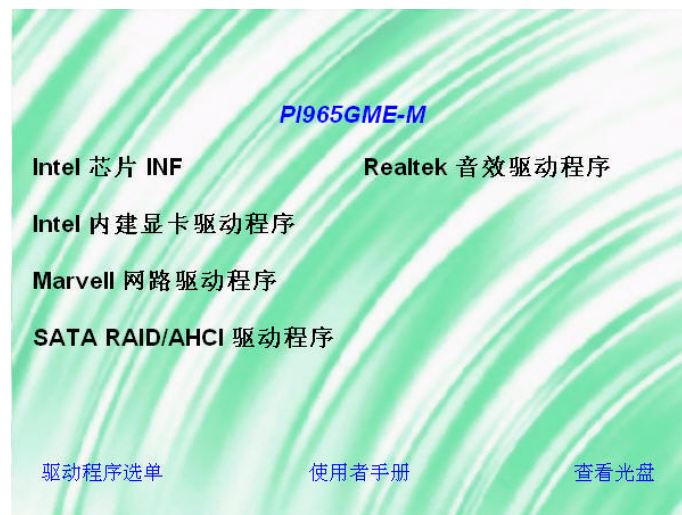 PI965GME-M
Intel 芯片 INF
Realtek 音效驱动程序
Intel 内建显卡驱动程序
Marvell 网路驱动程序
SATA RAID/AHCI 驱动程序
驱动程序选单
使用者手册
查看光盘